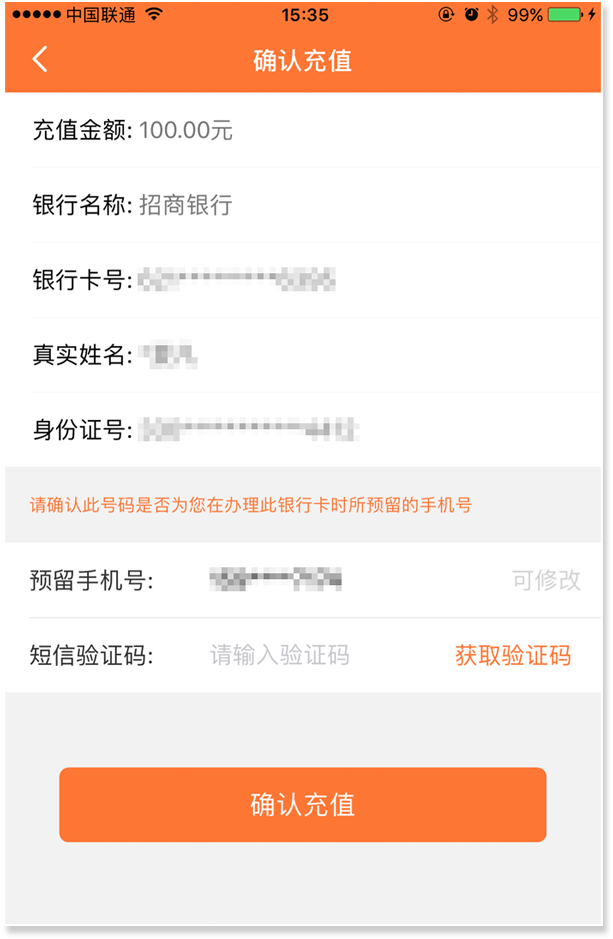 中国联通 15:35 99%
确认充值
充值金额: 100.00元
银行名称: 招商银行
银行卡号:
真实姓名:
身份证号:
请确认此号码是否为您在办理此银行卡时所预留的手机号
预留手机号: 可修改
短信验证码: 请输入验证码 获取验证码
确认充值